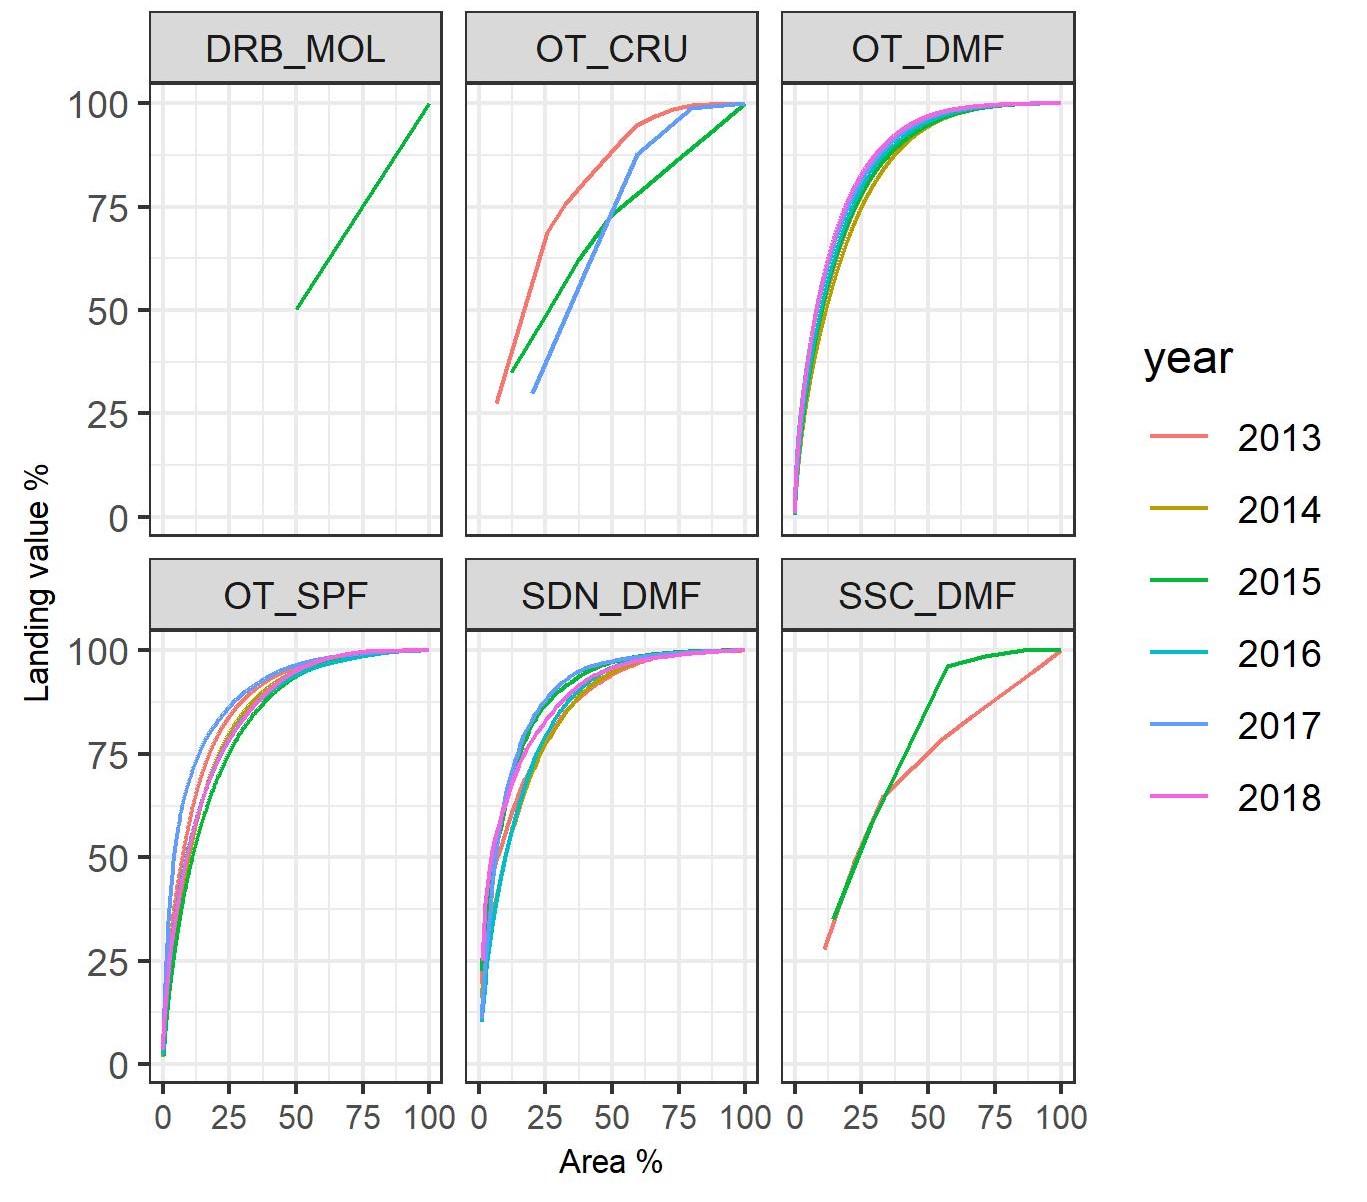 DRB_MOL OT_CRU OT_DMF
100
75
50
25
0
OT_SPF SDN_DMF SSC_DMF
100
75
50
25
0
0 25 50 75 100 0 25 50 75 100 0 25 50 75 100
Area %
Landing value %
year
2013
2014
2015
2016
2017
2018